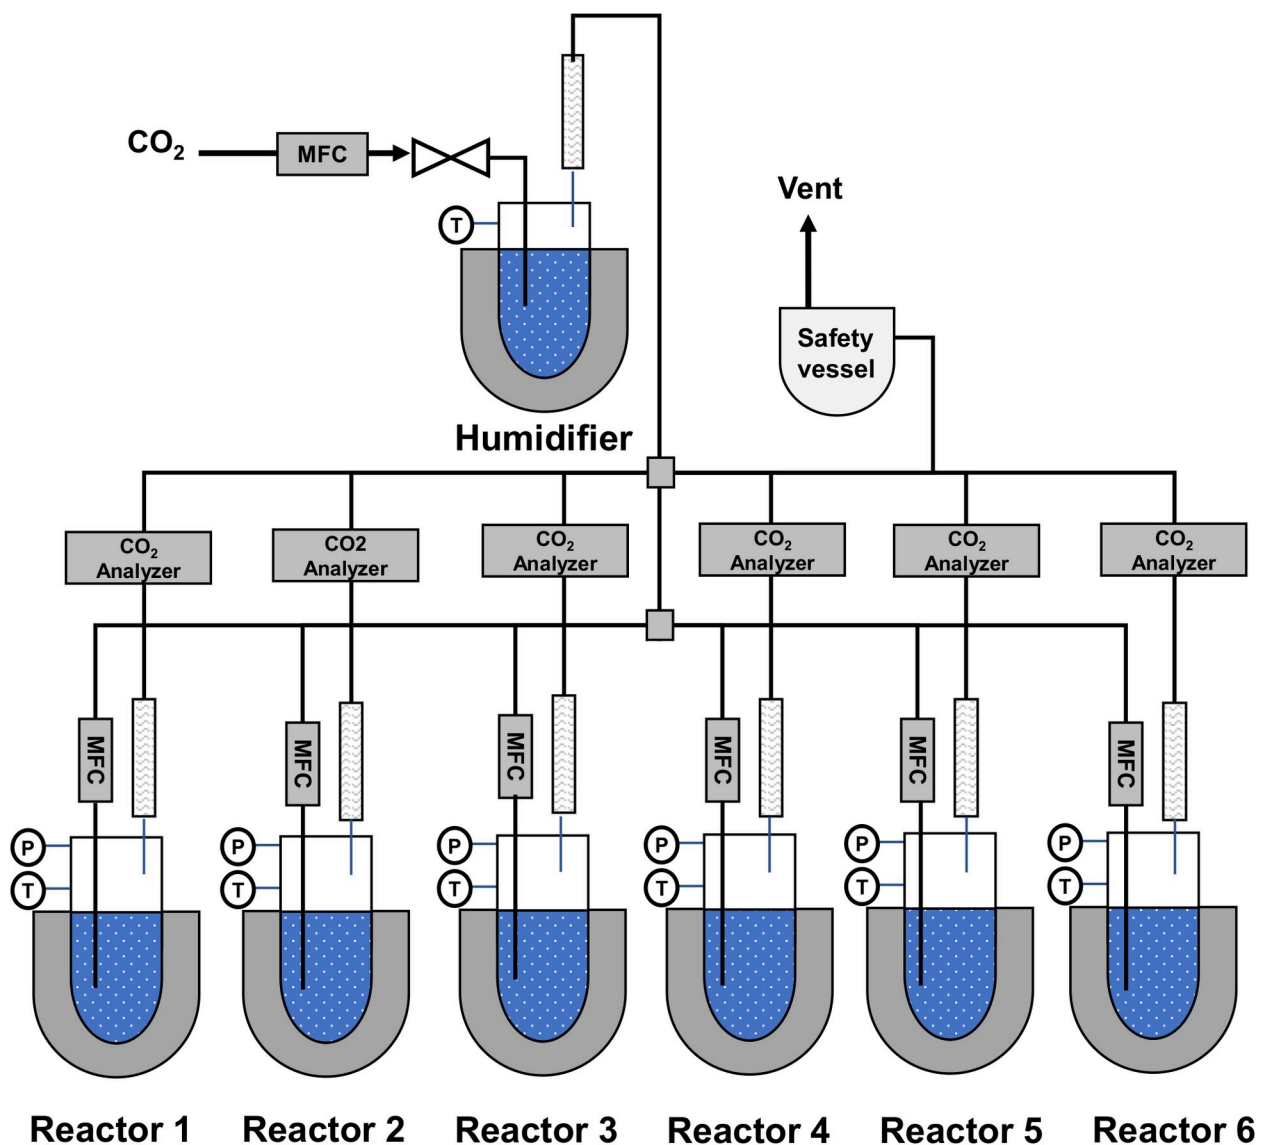 CO₂
MFC
Vent
T
Safety
vessel
Humidifier
CO₂
Analyzer
CO2
Analyzer
CO₂
Analyzer
CO₂
Analyzer
CO₂
Analyzer
CO₂
Analyzer
MFC
MFC
MFC
MFC
MFC
MFC
P
T
P
T
P
T
P
T
P
T
P
T
Reactor 1
Reactor 2
Reactor 3
Reactor 4
Reactor 5
Reactor 6